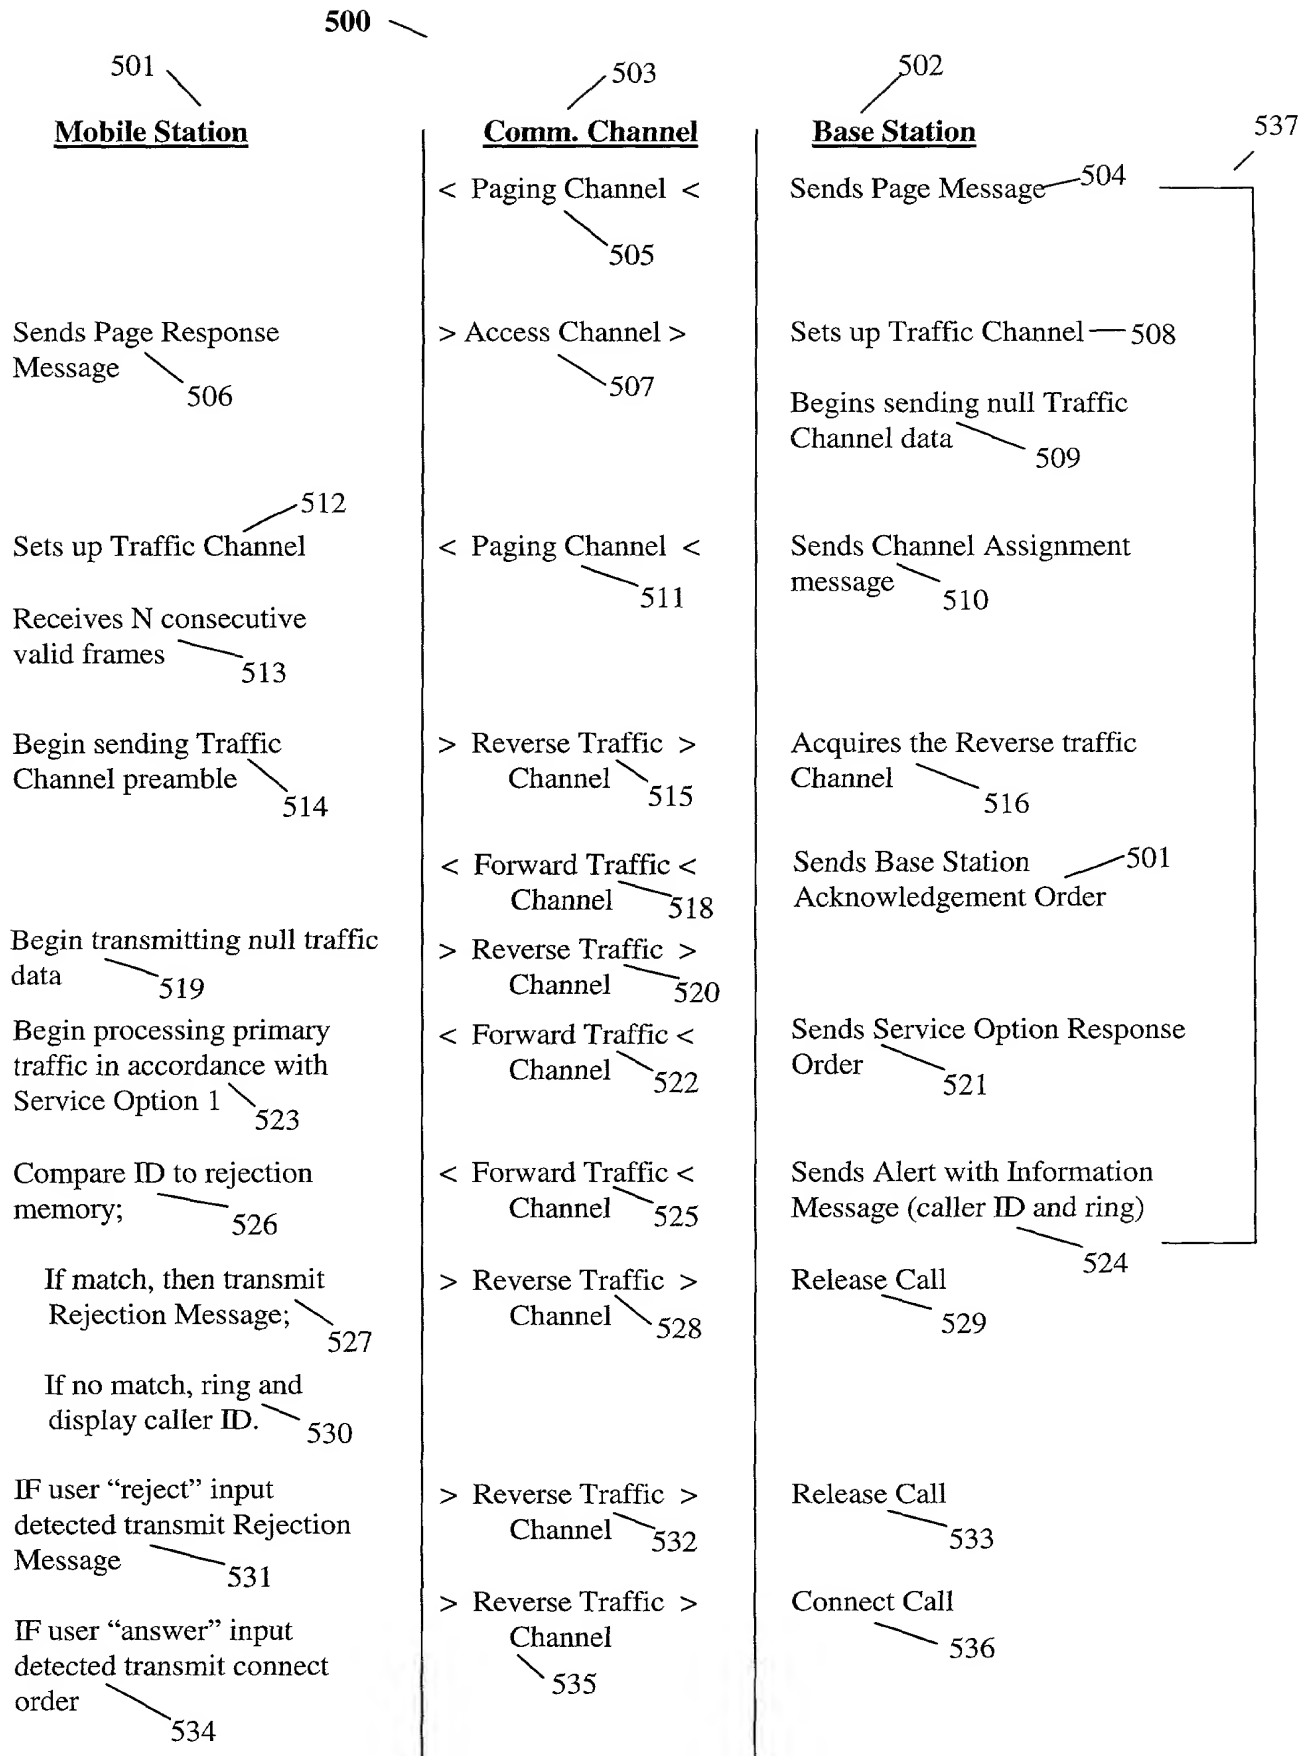 500
501
503
502
Mobile Station
Comm. Channel
Base Station
537
< Paging Channel <
Sends Page Message
504
505
Sends Page Response
Message
506
> Access Channel >
507
Sets up Traffic Channel
508
Begins sending null Traffic
Channel data
509
512
Sets up Traffic Channel
< Paging Channel <
511
Sends Channel Assignment
message
510
Receives N consecutive
valid frames
513
Begin sending Traffic
Channel preamble
514
> Reverse Traffic >
Channel
515
Acquires the Reverse traffic
Channel
516
< Forward Traffic <
Channel
518
Sends Base Station
Acknowledgement Order
501
Begin transmitting null traffic
data
519
> Reverse Traffic >
Channel
520
Begin processing primary
traffic in accordance with
Service Option 1
523
< Forward Traffic <
Channel
522
Sends Service Option Response
Order
521
Compare ID to rejection
memory;
526
< Forward Traffic <
Channel
525
Sends Alert with Information
Message (caller ID and ring)
524
If match, then transmit
Rejection Message;
527
> Reverse Traffic >
Channel
528
Release Call
529
If no match, ring and
display caller ID.
530
IF user “reject” input
detected transmit Rejection
Message
531
> Reverse Traffic >
Channel
532
Release Call
533
IF user “answer” input
detected transmit connect
order
534
> Reverse Traffic >
Channel
535
Connect Call
536